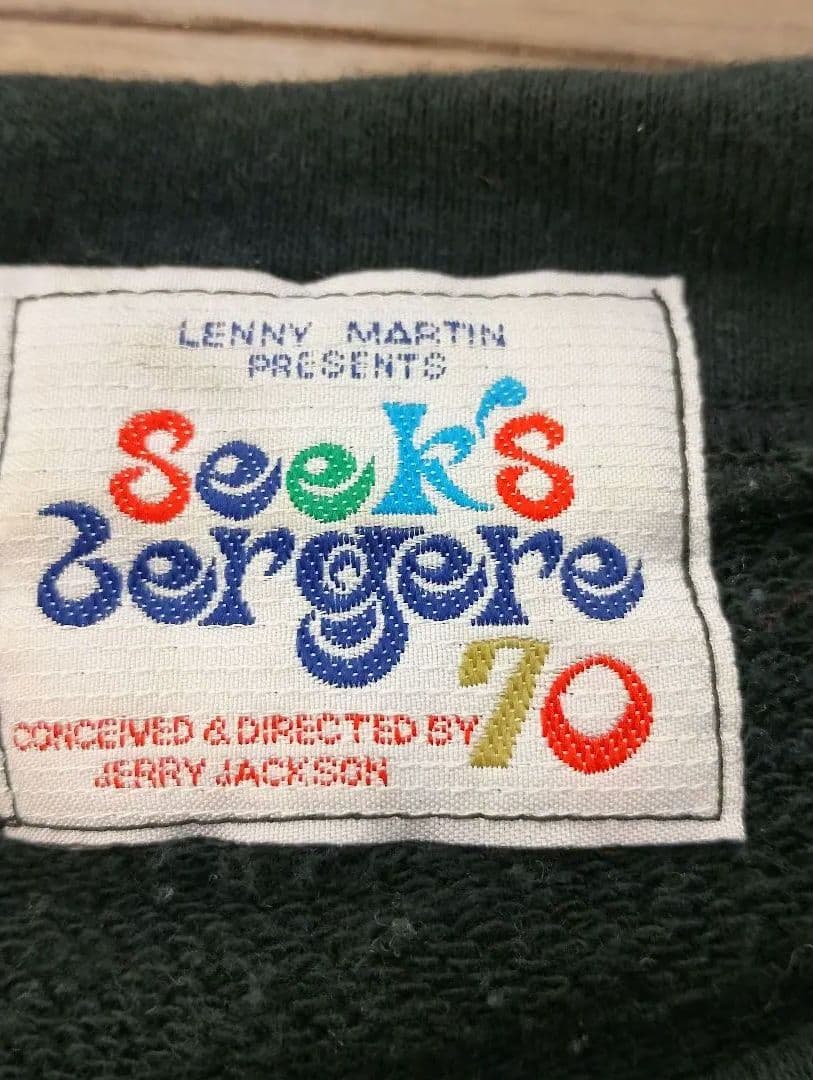 LENNY MARTIN
PRESENTS
Seek's
bergere
70
CONCEIVED & DIRECTED BY
JERRY JACKSON